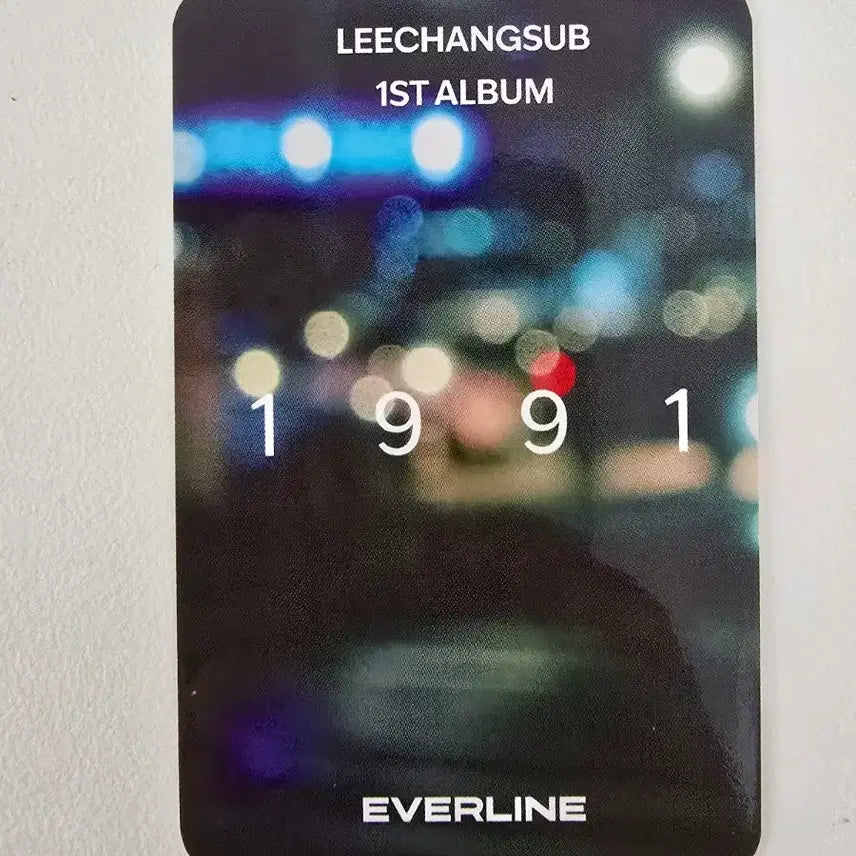 LEECHANGSUB
1ST ALBUM
1 9 9 1
EVERLINE